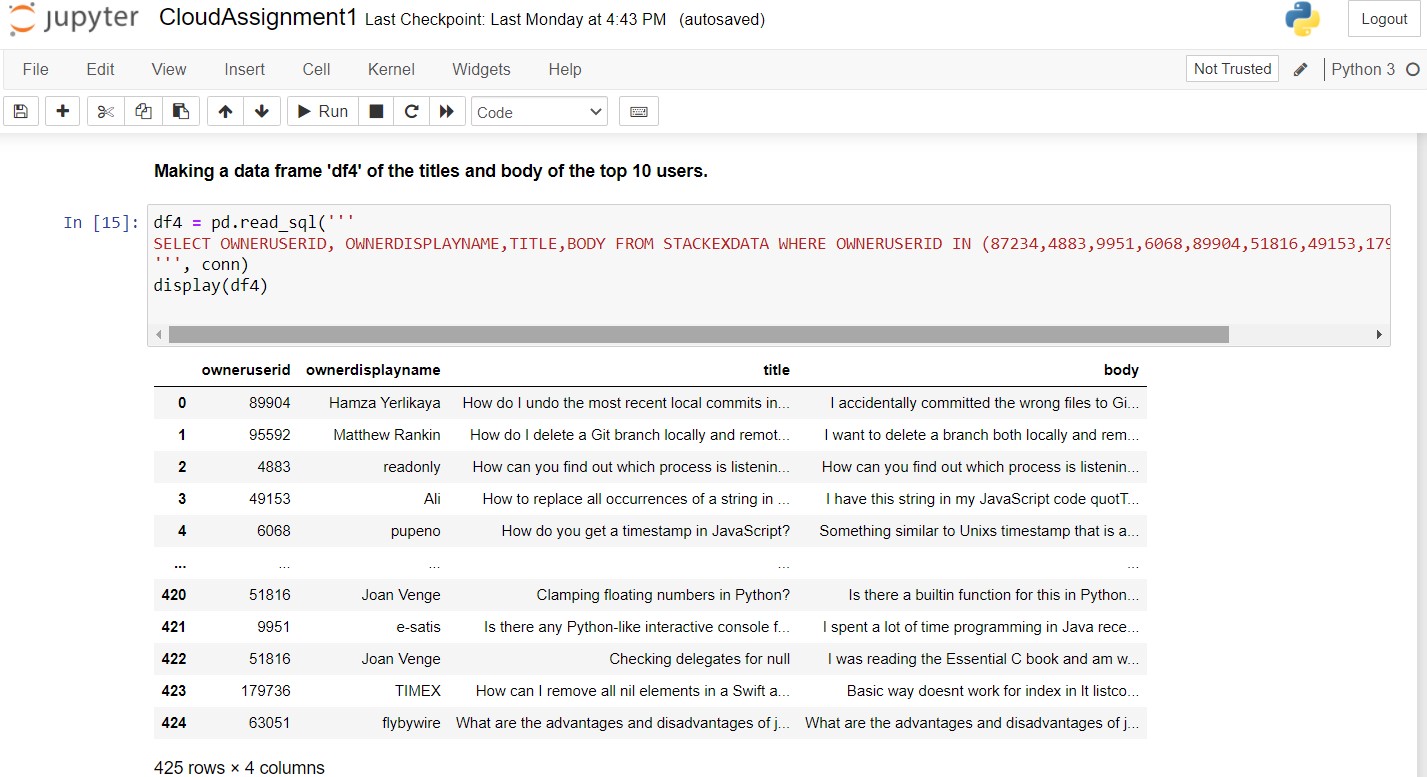 jupyter CloudAssignment1 Last Checkpoint: Last Monday at 4:43 PM (autosaved) Logout
File Edit View Insert Cell Kernel Widgets Help Not Trusted Python 3
Run Code
Making a data frame 'df4' of the titles and body of the top 10 users.
In [15]: df4 = pd.read_sql('''
SELECT OWNERUSERID, OWNERDISPLAYNAME,TITLE,BODY FROM STACKEXDATA WHERE OWNERUSERID IN (87234,4883,9951,6068,89904,51816,49153,179
''', conn)
display(df4)
owneruserid ownerdisplayname title body
0 89904 Hamza Yerlikaya How do I undo the most recent local commits in... I accidentally committed the wrong files to Gi...
1 95592 Matthew Rankin How do I delete a Git branch locally and remot... I want to delete a branch both locally and rem...
2 4883 readonly How can you find out which process is listenin... How can you find out which process is listenin...
3 49153 Ali How to replace all occurrences of a string in ... I have this string in my JavaScript code quotT...
4 6068 pupeno How do you get a timestamp in JavaScript? Something similar to Unixs timestamp that is a...
... ... ... ... ...
420 51816 Joan Venge Clamping floating numbers in Python? Is there a builtin function for this in Python...
421 9951 e-satis Is there any Python-like interactive console f... I spent a lot of time programming in Java rece...
422 51816 Joan Venge Checking delegates for null I was reading the Essential C book and am w...
423 179736 TIMEX How can I remove all nil elements in a Swift a... Basic way doesnt work for index in lt listco...
424 63051 flybywire What are the advantages and disadvantages of j... What are the advantages and disadvantages of j...
425 rows × 4 columns